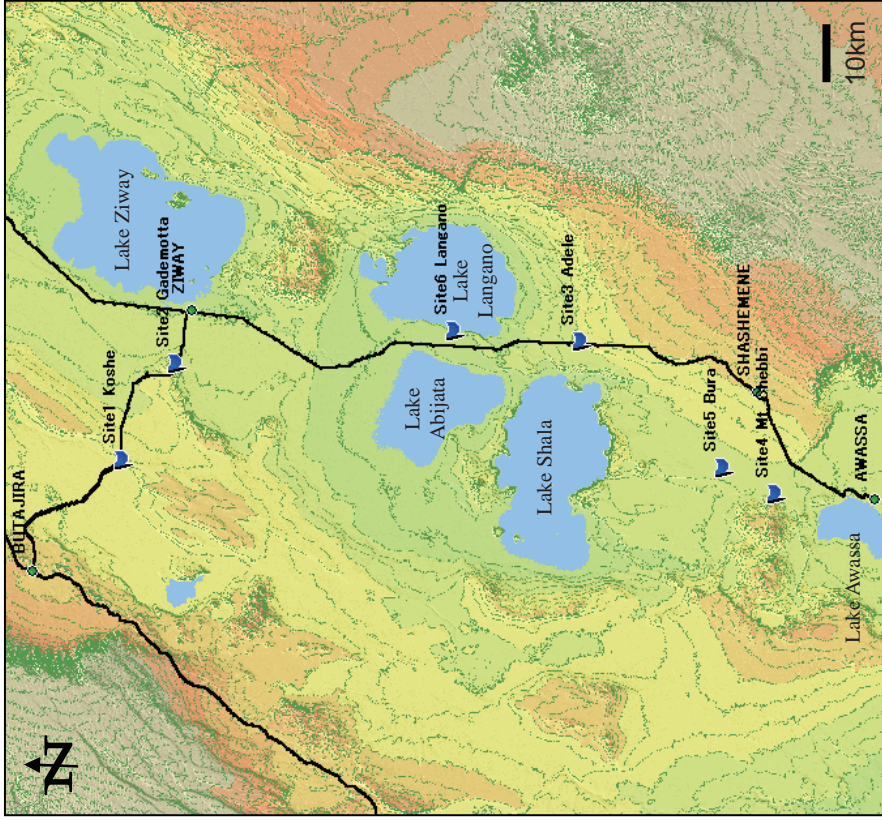 BUTAJIRA
Site1 Koshe
Site2 Gademotta
ZIWAY
Lake Ziway
Lake
Abijata
Site6 Langano
Lake
Langano
Lake Shala
Site3 Adele
Site5 Bura
SHASHEMENE
Site4 Mt. Ghebbi
AWASSA
Lake Awassa
10km
N